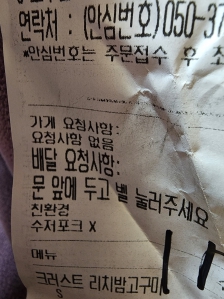 연락처 : (안심번호)050-37
*안심번호는 주문접수 후
가게 요청사항:
요청사항 없음
배달 요청사항:
문 앞에 두고 벨 눌러주세요
친환경
수저포크 X
메뉴
크러스트 리치밤고구마
S